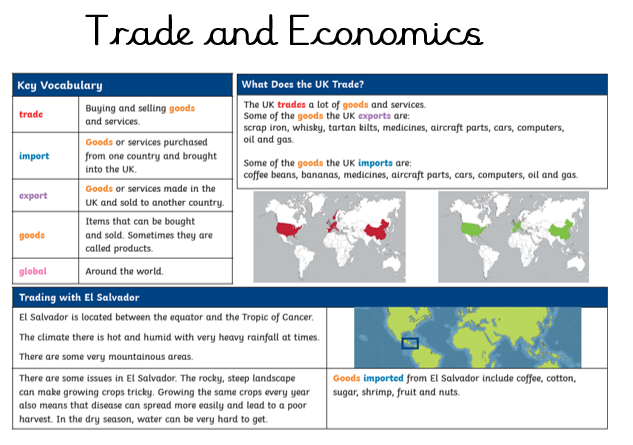 Trade and Economics
Key Vocabulary
trade
Buying and selling goods
and services.
import
Goods or services purchased
from one country and brought
into the UK.
export
Goods or services made in the
UK and sold to another country.
goods
Items that can be bought
and sold. Sometimes they are
called products.
global
Around the world.
What Does the UK Trade?
The UK trades a lot of goods and services.
Some of the goods the UK exports are:
scrap iron, whisky, tartan kilts, medicines, aircraft parts, cars, computers,
oil and gas.
Some of the goods the UK imports are:
coffee beans, bananas, medicines, aircraft parts, cars, computers, oil and gas.
Trading with El Salvador
El Salvador is located between the equator and the Tropic of Cancer.
The climate there is hot and humid with very heavy rainfall at times.
There are some very mountainous areas.
There are some issues in El Salvador. The rocky, steep landscape
can make growing crops tricky. Growing the same crops every year
also means that disease can spread more easily and lead to a poor
harvest. In the dry season, water can be very hard to get.
Goods imported from El Salvador include coffee, cotton,
sugar, shrimp, fruit and nuts.